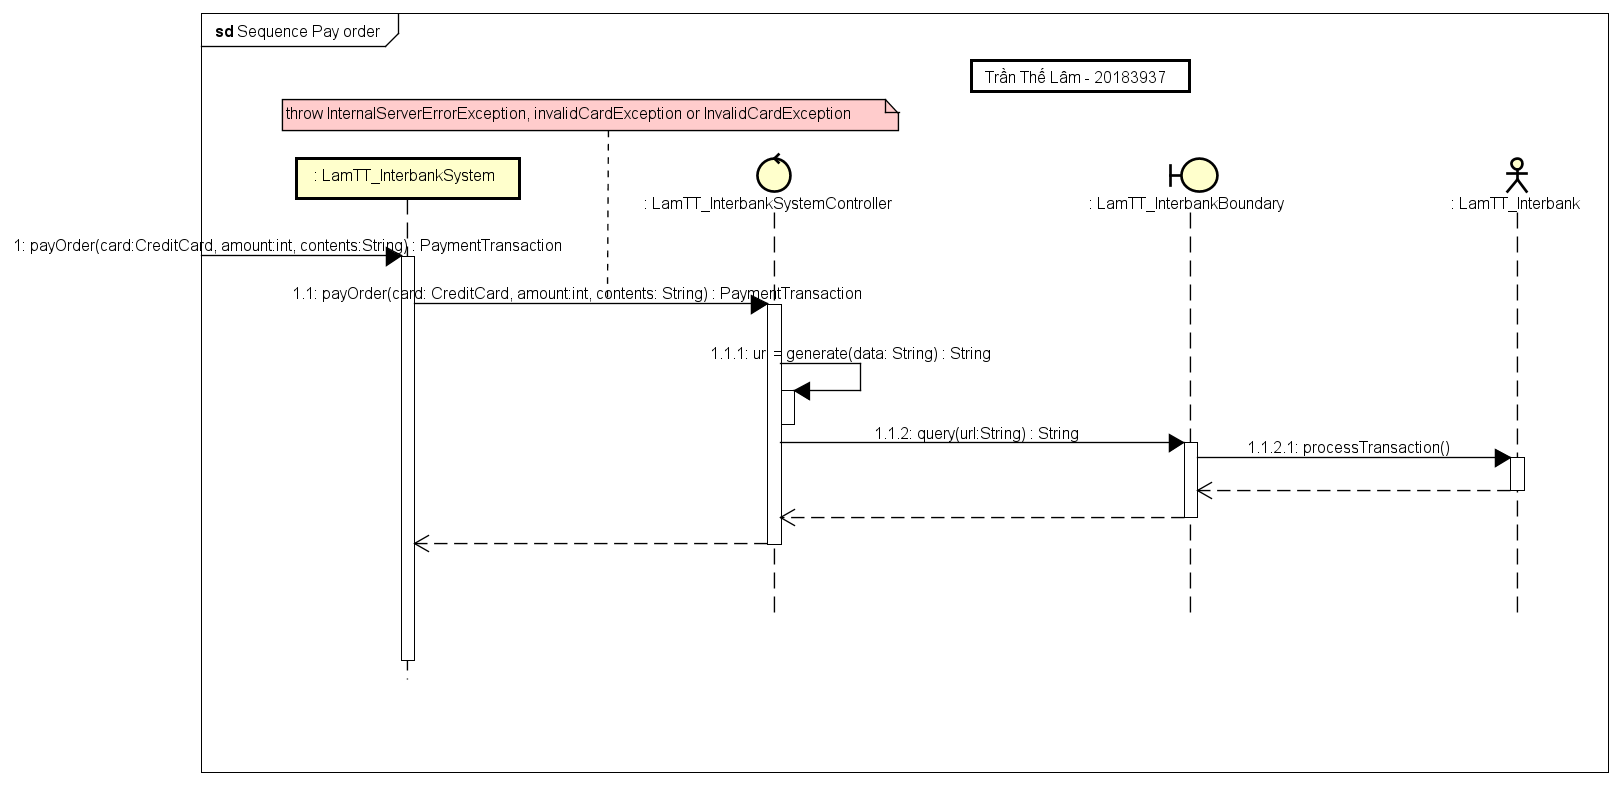 sd Sequence Pay order
Trần Thế Lâm - 20183937
throw InternalServerErrorException, invalidCardException or InvalidCardException
: LamTT_InterbankSystem
: LamTT_InterbankSystemController
: LamTT_InterbankBoundary
: LamTT_Interbank
1: payOrder(card:CreditCard, amount:int, contents:String) : PaymentTransaction
1.1: payOrder(card: CreditCard, amount:int, contents: String) : PaymentTransaction
1.1.1: url = generate(data: String) : String
1.1.2: query(url:String) : String
1.1.2.1: processTransaction()